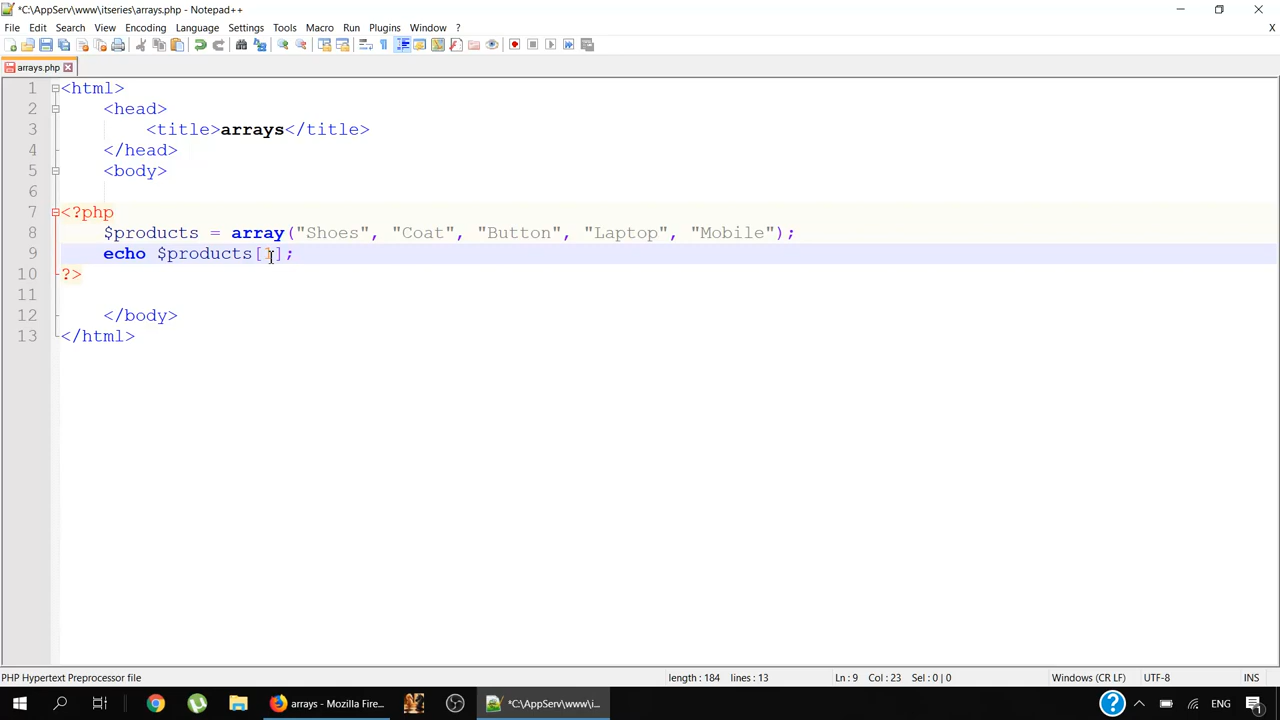 *C:\AppServ\www\itseries\arrays.php - Notepad++
File Edit Search View Encoding Language Settings Tools Macro Run Plugins Window ?
X
arrays.php
1 <html>
2 <head>
3 <title>arrays</title>
4 </head>
5 <body>
6
7 <?php
8 $products = array("Shoes", "Coat", "Button", "Laptop", "Mobile");
9 echo $products[1];
10 ?>
11
12 </body>
13 </html>
PHP Hypertext Preprocessor file length : 184 lines : 13 Ln : 9 Col : 23 Sel : 0 | 0 Windows (CR LF) UTF-8 INS
arrays - Mozilla Fire... *C:\AppServ\www\i... ENG 1